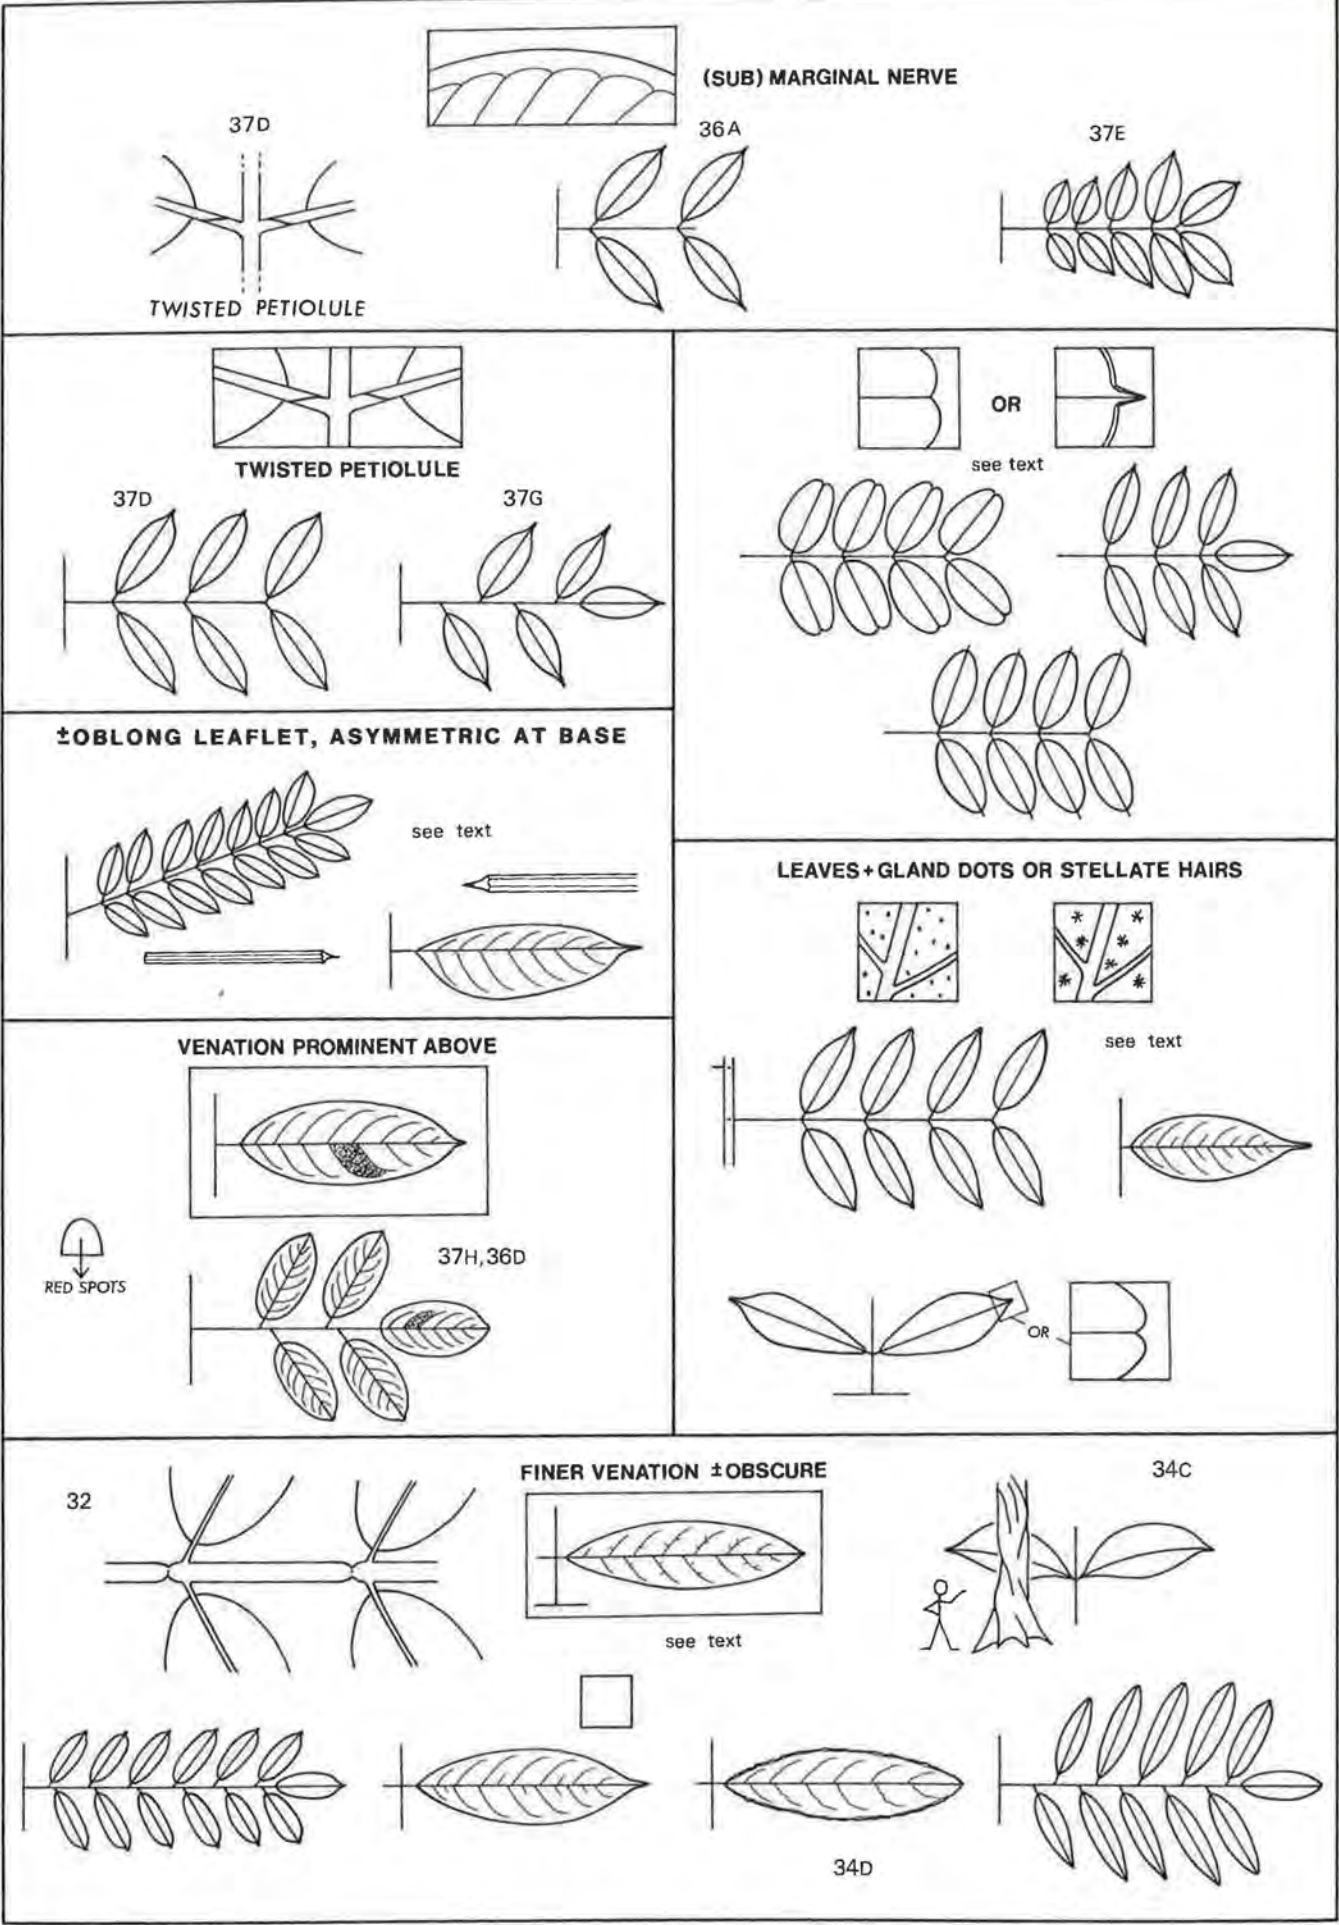 (SUB) MARGINAL NERVE
37D
36A
37E
TWISTED PETIOLULE
TWISTED PETIOLULE
37D
37G
OR
see text
±OBLONG LEAFLET, ASYMMETRIC AT BASE
see text
LEAVES+GLAND DOTS OR STELLATE HAIRS
see text
OR
VENATION PROMINENT ABOVE
37H,36D
RED SPOTS
FINER VENATION ±OBSCURE
32
34C
see text
34D